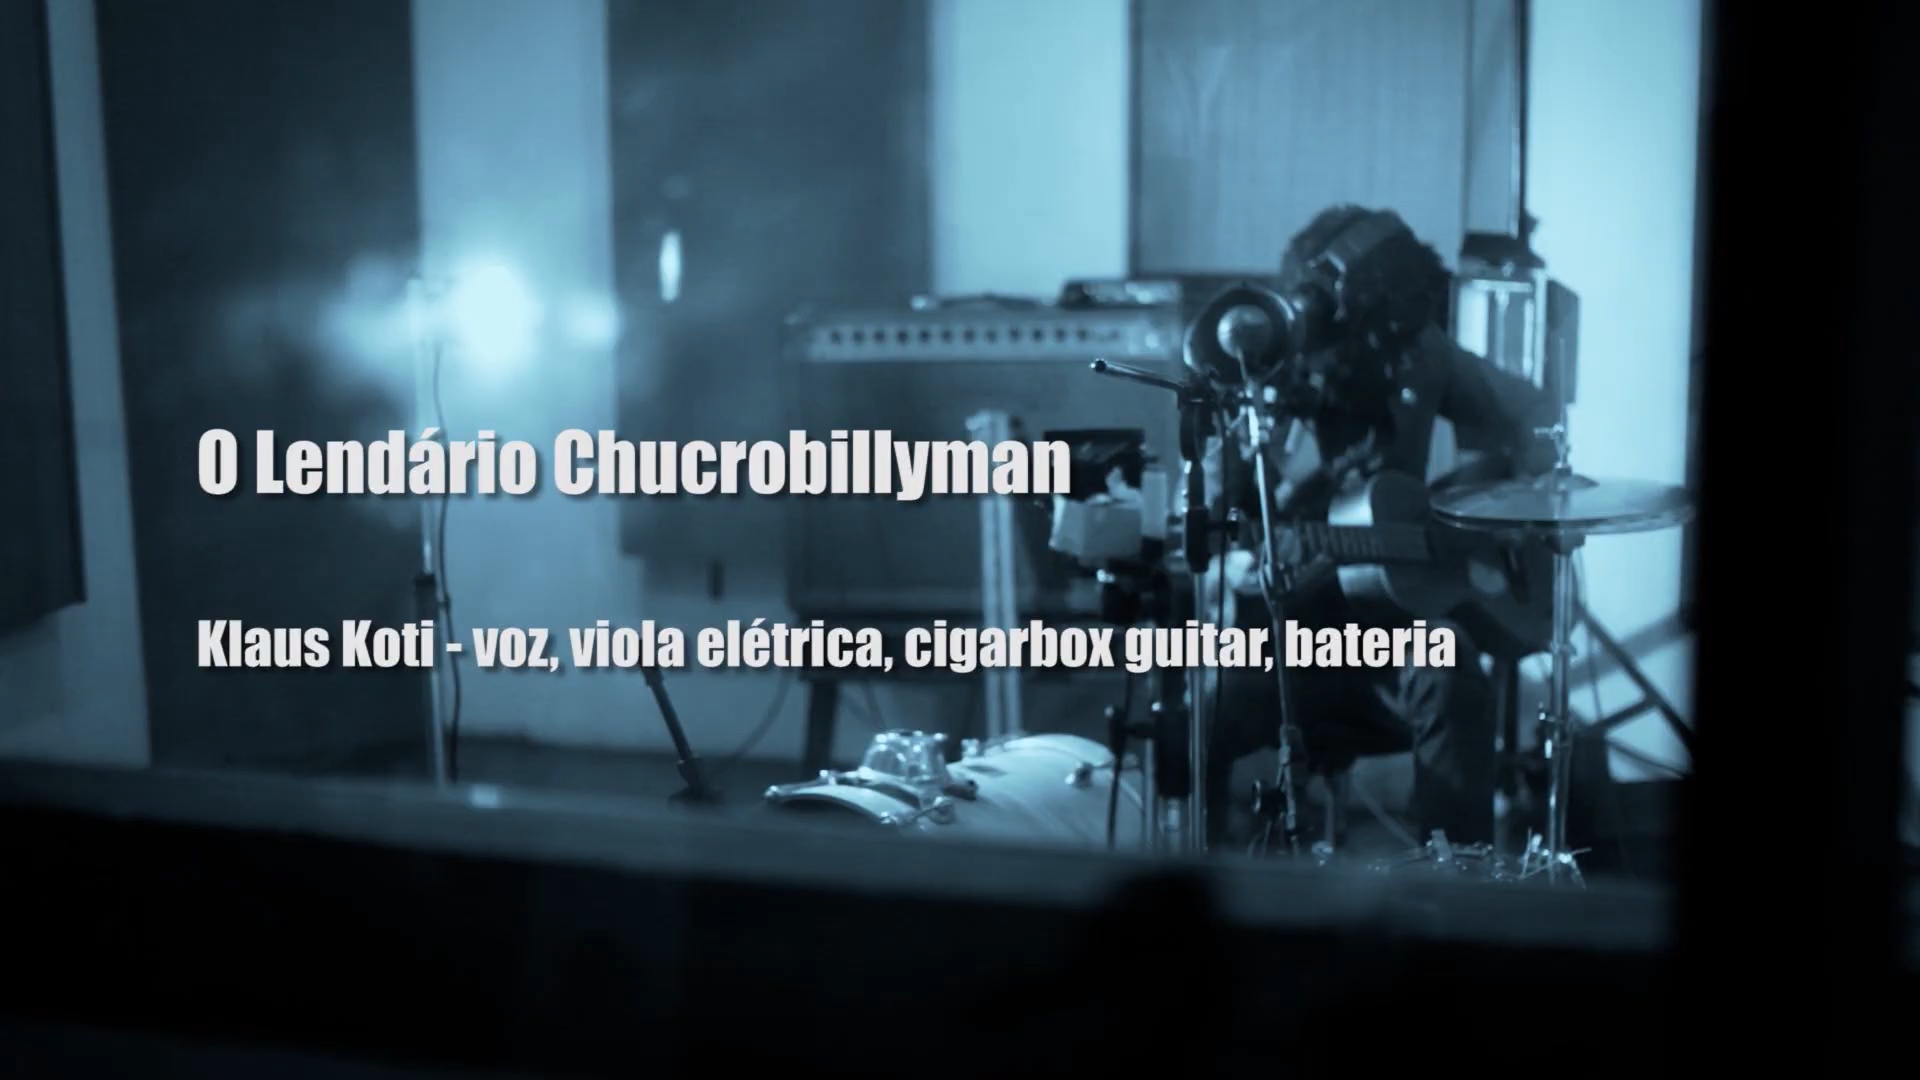 O Lendário Chucrobillyman
Klaus Koti - voz, viola elétrica, cigarbox guitar, bateria